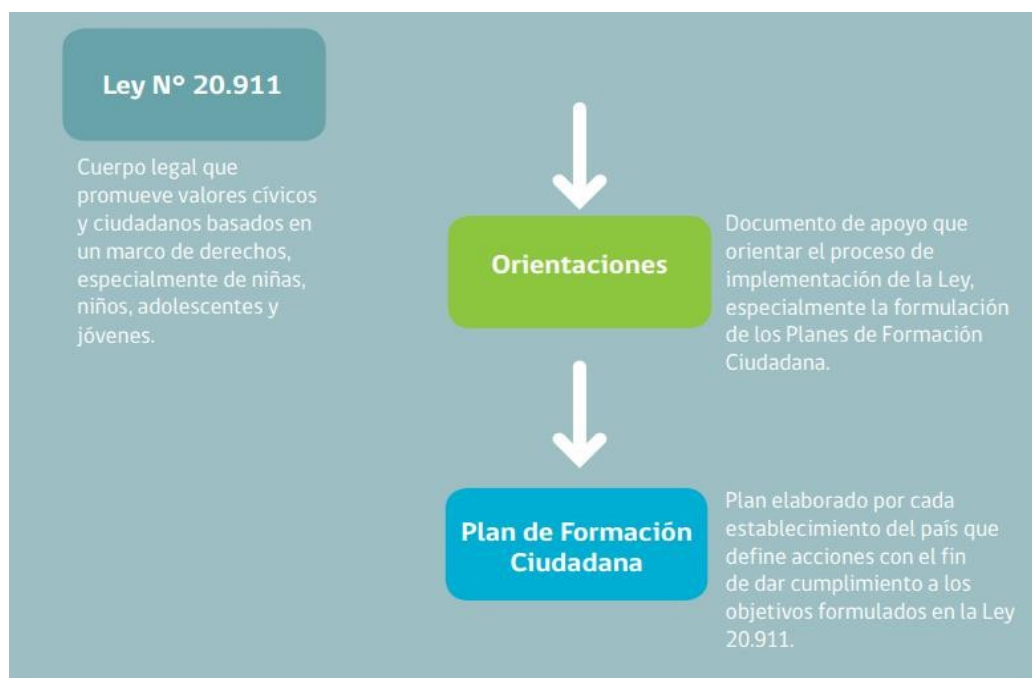 Ley N° 20.911
Cuerpo legal que
promueve valores cívicos
y ciudadanos basados en
un marco de derechos,
especialmente de niñas,
niños, adolescentes y
jóvenes.
Orientaciones
Documento de apoyo que
orientar el proceso de
implementación de la Ley,
especialmente la formulación
de los Planes de Formación
Ciudadana.
Plan de Formación
Ciudadana
Plan elaborado por cada
establecimiento del país que
define acciones con el fin
de dar cumplimiento a los
objetivos formulados en la Ley
20.911.